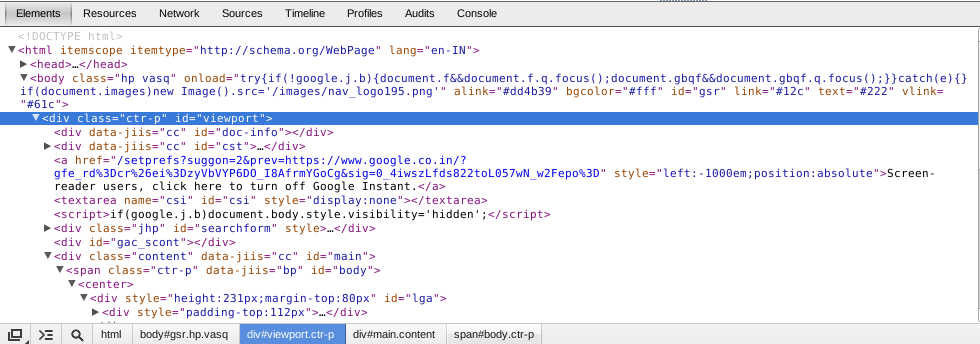 Elements Resources Network Sources Timeline Profiles Audits Console
<!DOCTYPE html>
<html itemscope itemtype="http://schema.org/WebPage" lang="en-IN">
<head>…</head>
<body class="hp vasq" onload="try{if(!google.j.b){document.f&&document.f.q.focus();document.gbqf&&document.gbqf.q.focus();}}catch(e){}
if(document.images)new Image().src='/images/nav_logo195.png'" alink="#dd4b39" bgcolor="#fff" id="gsr" link="#12c" text="#222" vlink=
"#61c">
<div class="ctr-p" id="viewport">
<div data-jiis="cc" id="doc-info"></div>
<div data-jiis="cc" id="cst">…</div>
<a href="/setprefs?suggon=2&prev=https://www.google.co.in/?
gfe_rd%3Dcr%26ei%3DzyVbVYP6DO_I8AfrmYGoCg&sig=0_4iwszLfds822toL057wN_w2Fepo%3D" style="left:-1000em;position:absolute">Screen-
reader users, click here to turn off Google Instant.</a>
<textarea name="csi" id="csi" style="display:none"></textarea>
<script>if(google.j.b)document.body.style.visibility='hidden';</script>
<div class="jhp" id="searchform" style>…</div>
<div id="gac_scont"></div>
<div class="content" data-jiis="cc" id="main">
<span class="ctr-p" data-jiis="bp" id="body">
<center>
<div style="height:231px;margin-top:80px" id="lga">
<div style="padding-top:112px">…</div>
html body#gsr.hp.vasq div#viewport.ctr-p div#main.content span#body.ctr-p